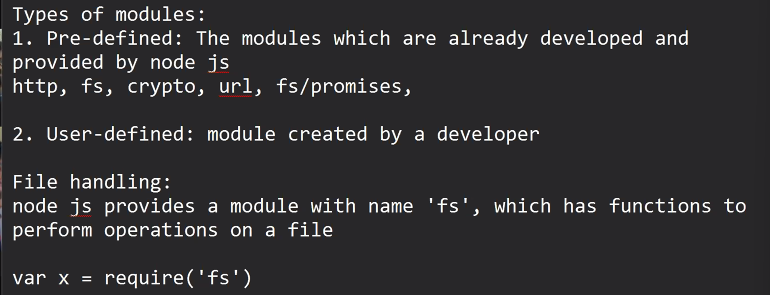 Types of modules:
1. Pre-defined: The modules which are already developed and
provided by node js
http, fs, crypto, url, fs/promises,
2. User-defined: module created by a developer
File handling:
node js provides a module with name 'fs', which has functions to
perform operations on a file
var x = require('fs')